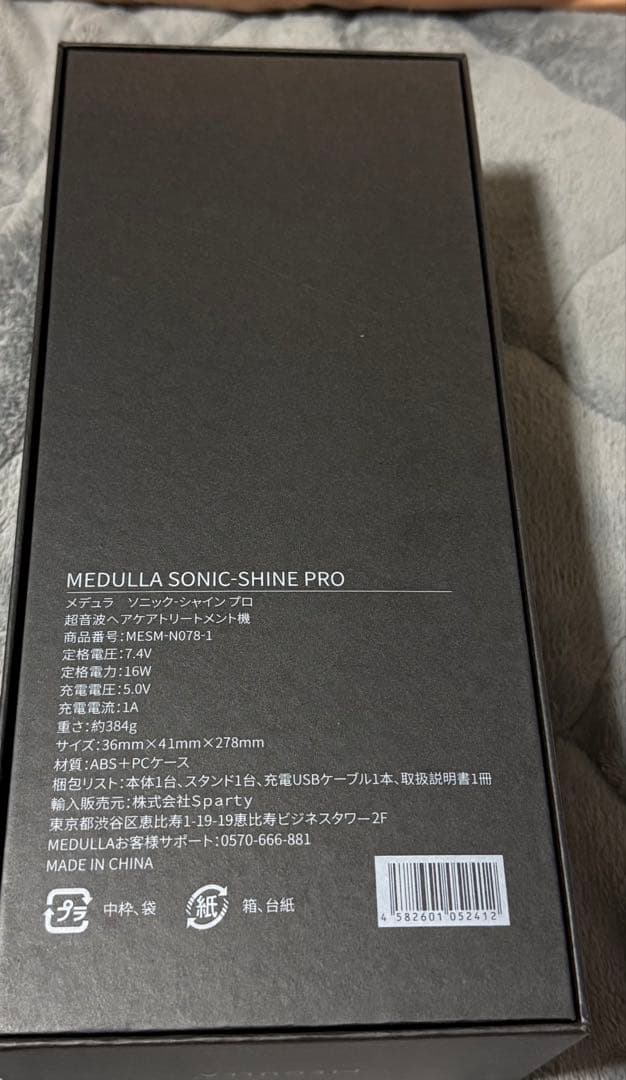 MEDULLA SONIC-SHINE PRO
メデュラ　ソニック-シャイン プロ
超音波ヘアケアトリートメント機
商品番号:MESM-N078-1
定格電圧:7.4V
定格電力:16W
充電電圧:5.0V
充電電流:1A
重さ:約384g
サイズ:36mm×41mm×278mm
材質:ABS+PCケース
梱包リスト:本体1台、スタンド1台、充電USBケーブル1本、取扱説明書1冊
輸入販売元:株式会社Sparty
東京都渋谷区恵比寿1-19-19恵比寿ビジネスタワー2F
MEDULLAお客様サポート:0570-666-881
MADE IN CHINA
プラ 中枠、袋 紙 箱、台紙
4 582601 052412